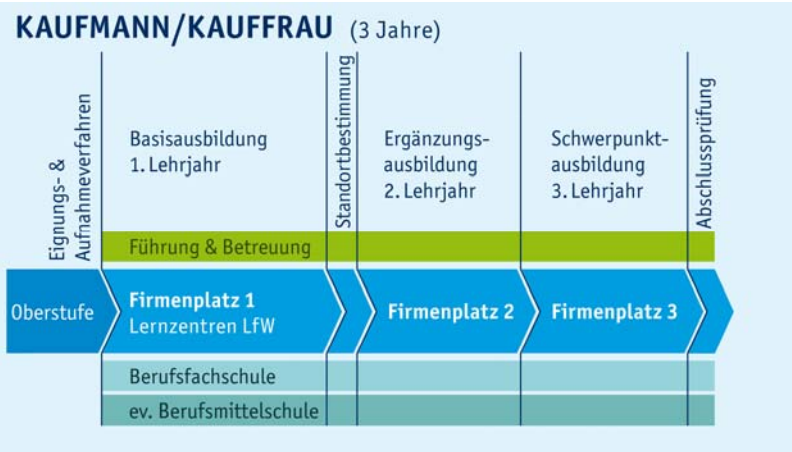 KAUFMANN/KAUFFRAU (3 Jahre)
Eignungs- &
Aufnahmeverfahren
Basisausbildung
1. Lehrjahr
Standortbestimmung
Ergänzungs-
ausbildung
2. Lehrjahr
Schwerpunkt-
ausbildung
3. Lehrjahr
Abschlussprüfung
Führung & Betreuung
Oberstufe
Firmenplatz 1
Lernzentren LfW
Firmenplatz 2
Firmenplatz 3
Berufsfachschule
ev. Berufsmittelschule